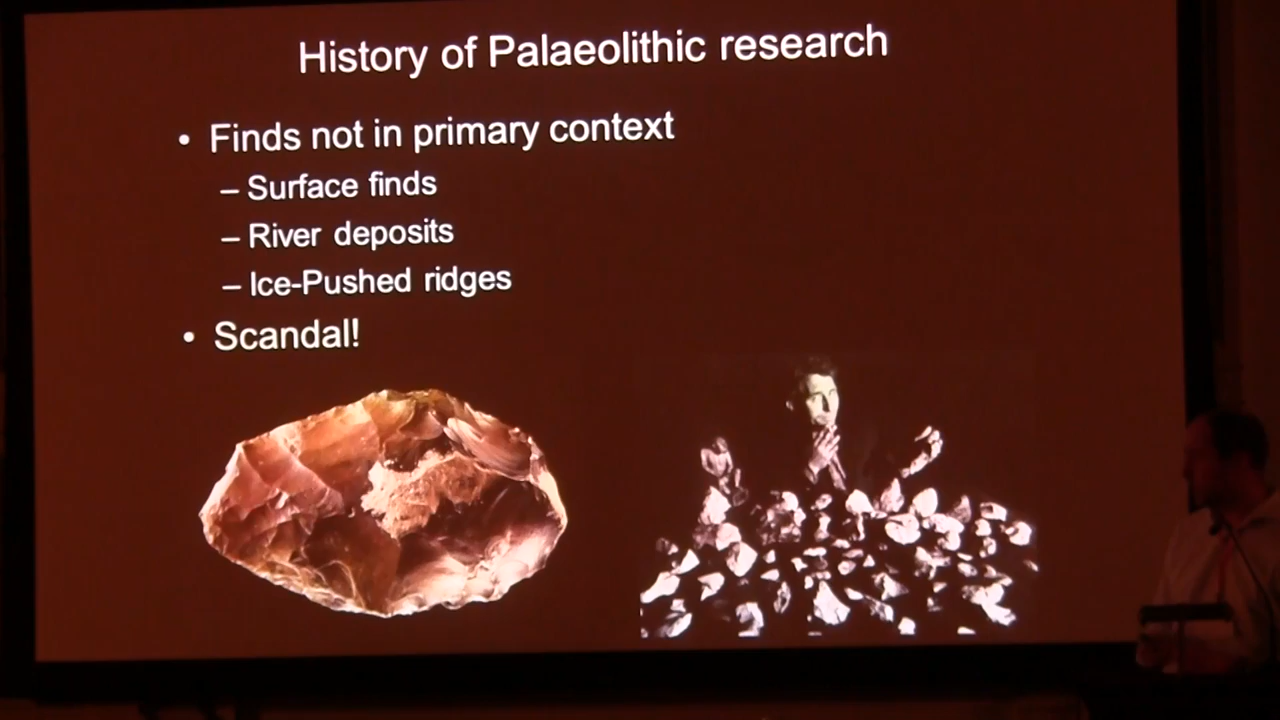 History of Palaeolithic research
• Finds not in primary context
– Surface finds
– River deposits
– Ice-Pushed ridges
• Scandal!